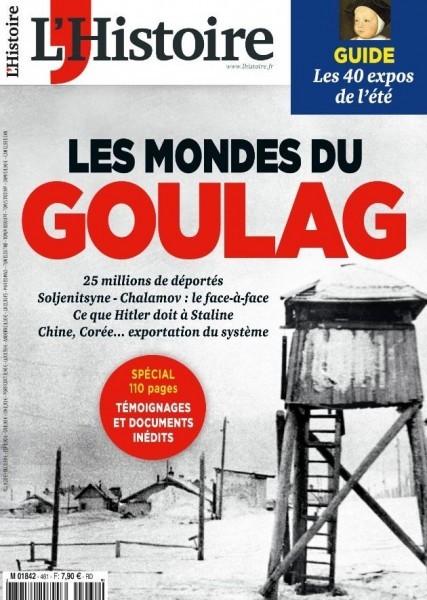 L'Histoire
L'Histoire
www.lhistoire.fr
GUIDE
Les 40 expos
de l'été
LES MONDES DU
GOULAG
25 millions de déportés
Soljenitsyne - Chalamov : le face-à-face
Ce que Hitler doit à Staline
Chine, Corée... exportation du système
SPÉCIAL
110 pages
TÉMOIGNAGES
ET DOCUMENTS
INÉDITS
M 01842 - 461 - F: 7,90 € - RD